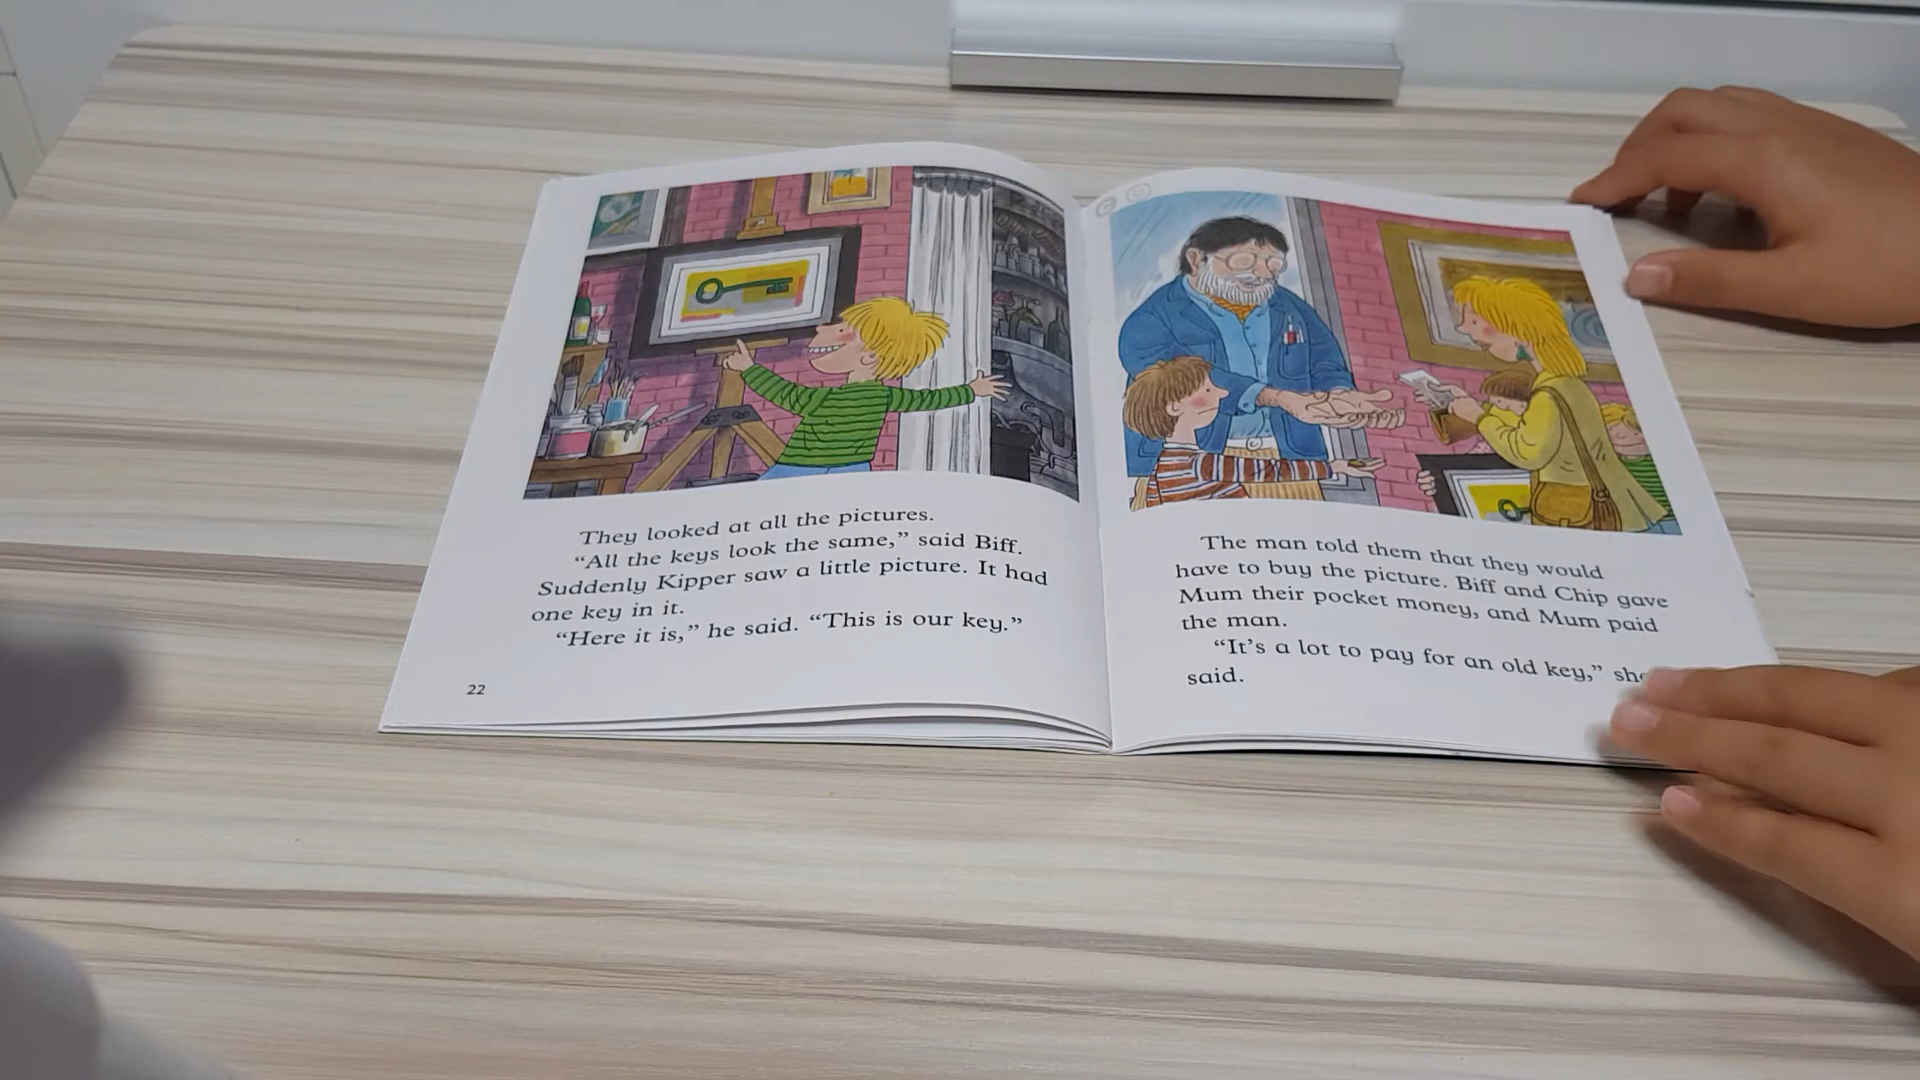 They looked at all the pictures.
“All the keys look the same,” said Biff.
Suddenly Kipper saw a little picture. It had
one key in it.
“Here it is,” he said. “This is our key.”
22
The man told them that they would
have to buy the picture. Biff and Chip gave
Mum their pocket money, and Mum paid
the man.
“It’s a lot to pay for an old key,” she
said.